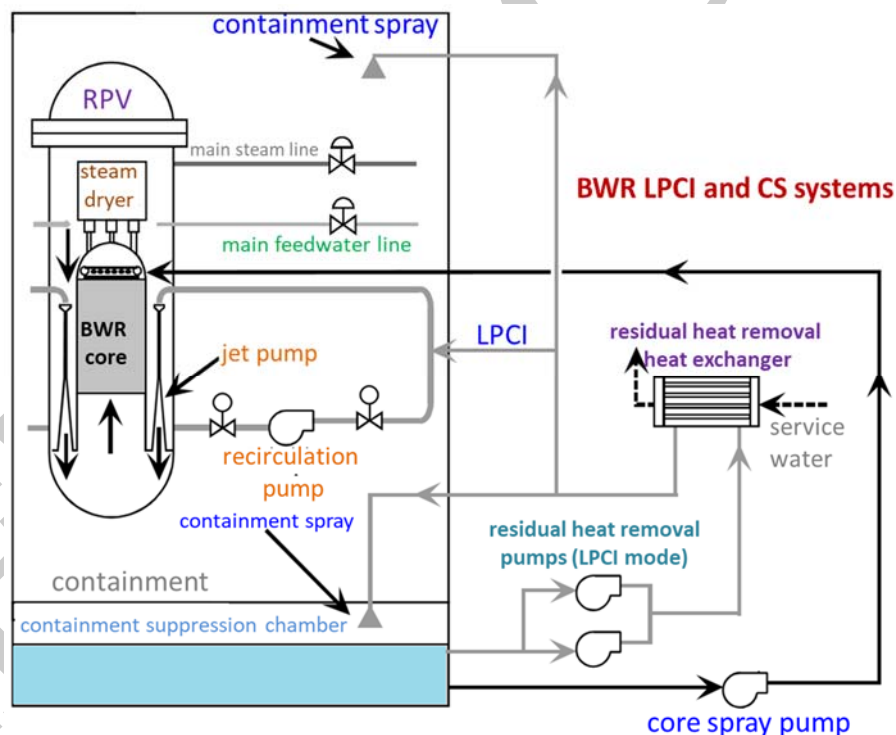 containment spray
RPV
main steam line
steam
dryer
BWR LPCI and CS systems
main feedwater line
BWR
core
LPCI
residual heat removal
heat exchanger
jet pump
service
water
recirculation
pump
containment spray
residual heat removal
pumps (LPCI mode)
containment
containment suppression chamber
core spray pump